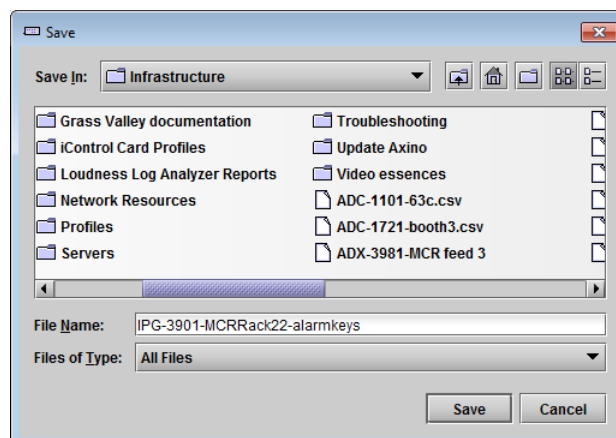 Save
Save In: Infrastructure
Grass Valley documentation
iControl Card Profiles
Loudness Log Analyzer Reports
Network Resources
Profiles
Servers
Troubleshooting
Update Axino
Video essences
ADC-1101-63c.csv
ADC-1721-booth3.csv
ADX-3981-MCR feed 3
File Name: IPG-3901-MCRRack22-alarmkeys
Files of Type: All Files
Save Cancel